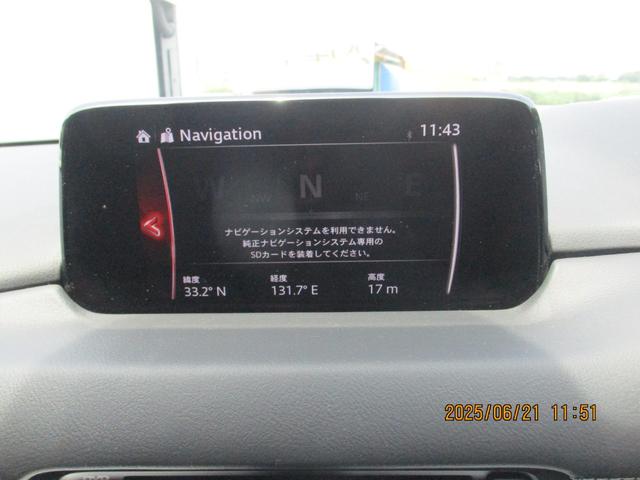 Navigation 11:43
W NW N NE E
ナビゲーションシステムを利用できません。
純正ナビゲーションシステム専用の
SDカードを装着してください。
緯度 経度 高度
33.2° N 131.7° E 17 m
2025/06/21 11:51